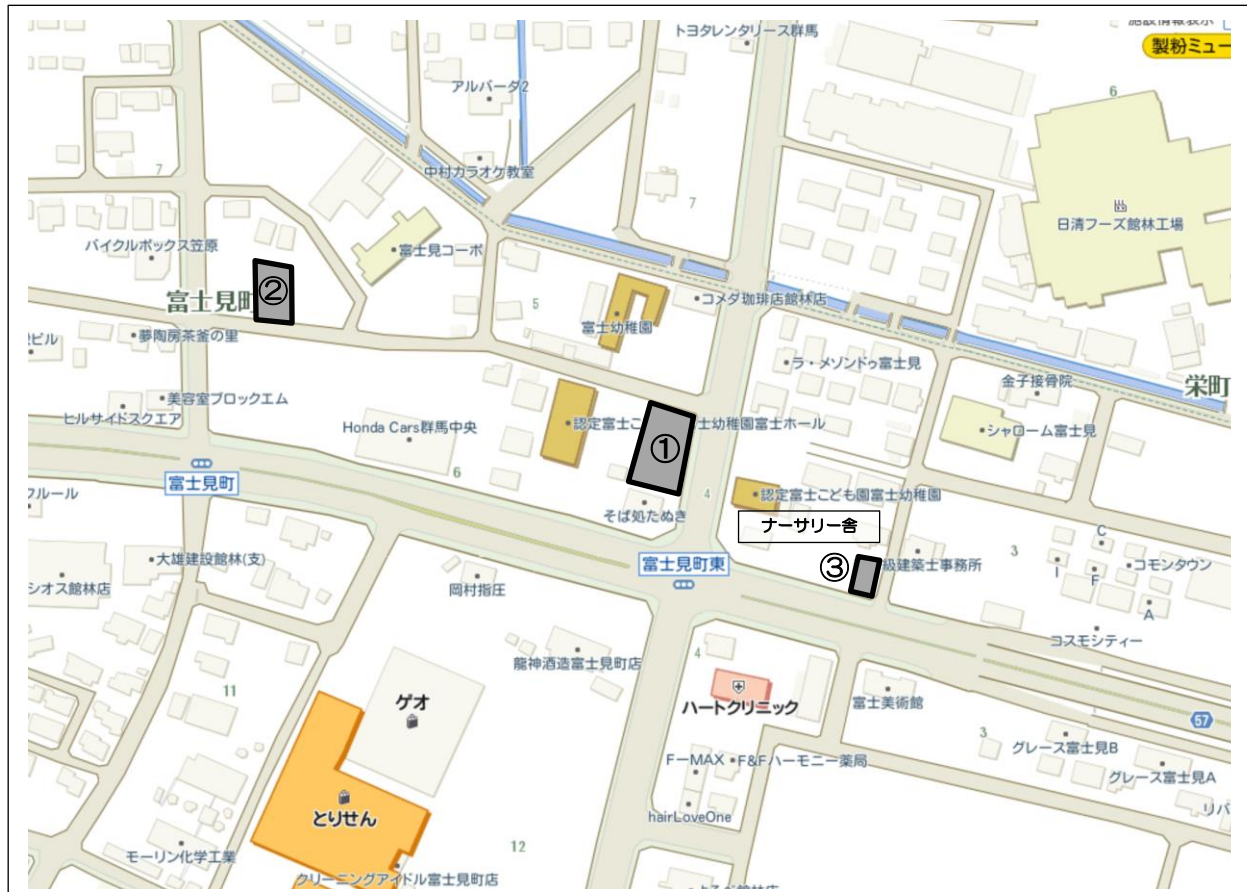 トヨタレンタリース群馬
施設情報表示
製粉ミュー
アルバーダ2
6
中村カラオケ教室
7
7
日清フーズ館林工場
バイクルボックス笠原
富士見コーポ
②
富士見町
5
コメダ珈琲店館林店
富士幼稚園
夢陶房茶釜の里
ビル
ラ・メゾンドゥ富士見
金子接骨院
栄町
美容室ブロックエム
ヒルサイドスクエア
Honda Cars群馬中央
認定富士こ
①
士幼稚園富士ホール
シャローム富士見
6
富士見町
フルール
4
認定富士こども園富士幼稚園
そば処たぬき
ナーサリー舎
大雄建設館林(支)
富士見町東
③
級建築士事務所
3
C
コモンタウン
I
F
A
シオス館林店
岡村指圧
コスモシティー
龍神酒造富士見町店
4
11
ゲオ
ハートクリニック
富士美術館
57
3
グレース富士見B
F-MAX
F&Fハーモニー薬局
グレース富士見A
とりせん
hairLoveOne
リバ
モーリン化学工業
12
クリーニングアイドル富士見町店